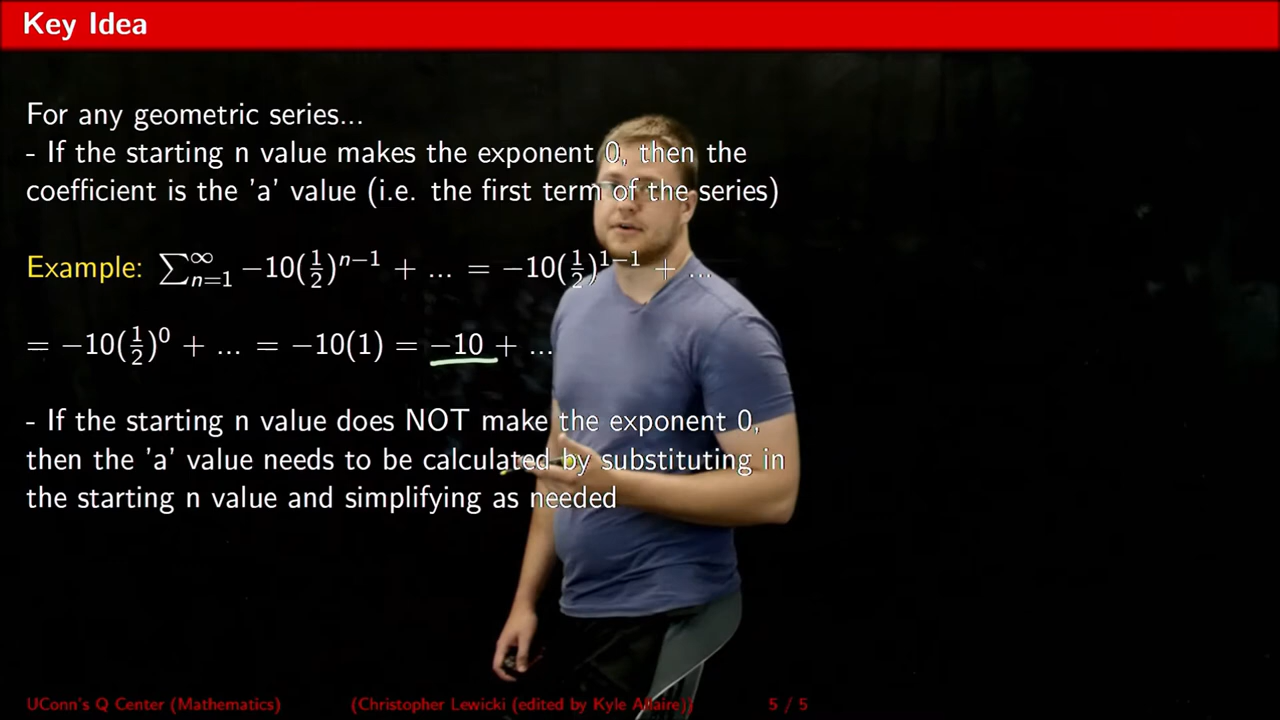 Key Idea
For any geometric series...
- If the starting n value makes the exponent 0, then the
coefficient is the 'a' value (i.e. the first term of the series)
Example: ∑_{n=1}^{∞} −10(1/2)^{n−1} + ... = −10(1/2)^{1−1} + ...
= −10(1/2)^0 + ... = −10(1) = −10 + ...
- If the starting n value does NOT make the exponent 0,
then the 'a' value needs to be calculated by substituting in
the starting n value and simplifying as needed
UConn's Q Center (Mathematics) (Christopher Lewicki (edited by Kyle Allaire)) 5 / 5